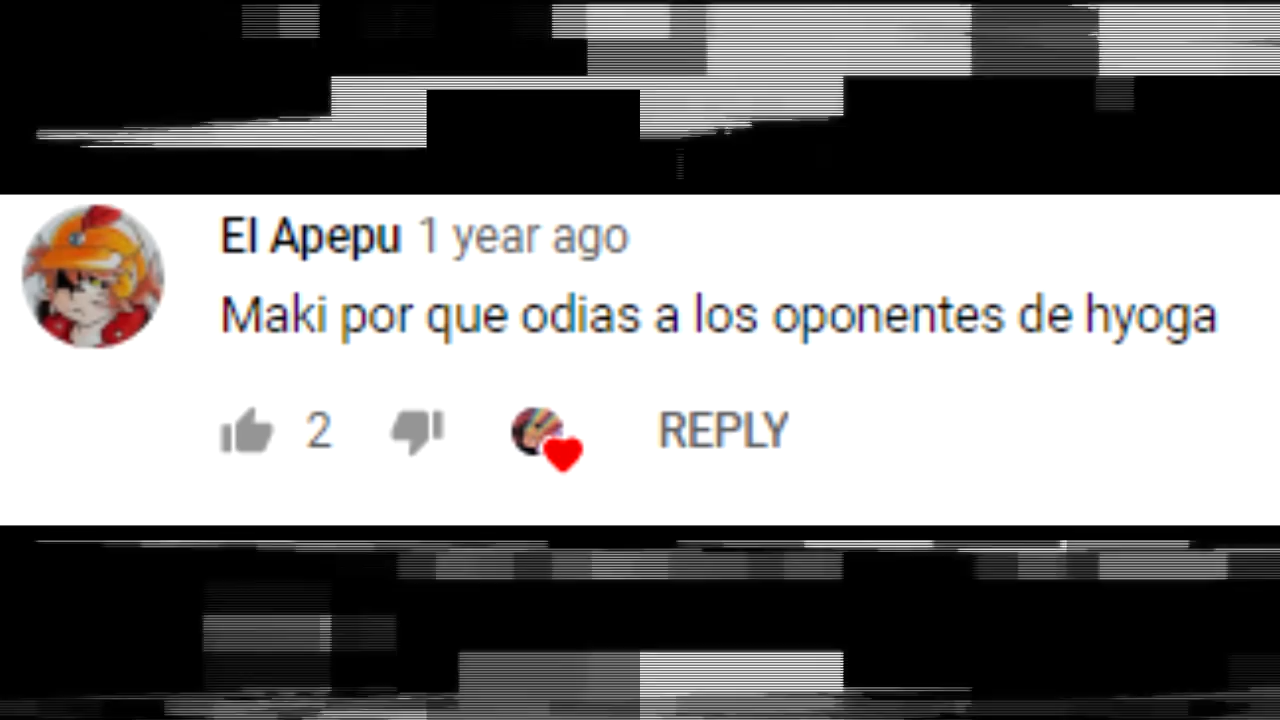 El Apepu 1 year ago
Maki por que odias a los oponentes de hyoga
2 REPLY